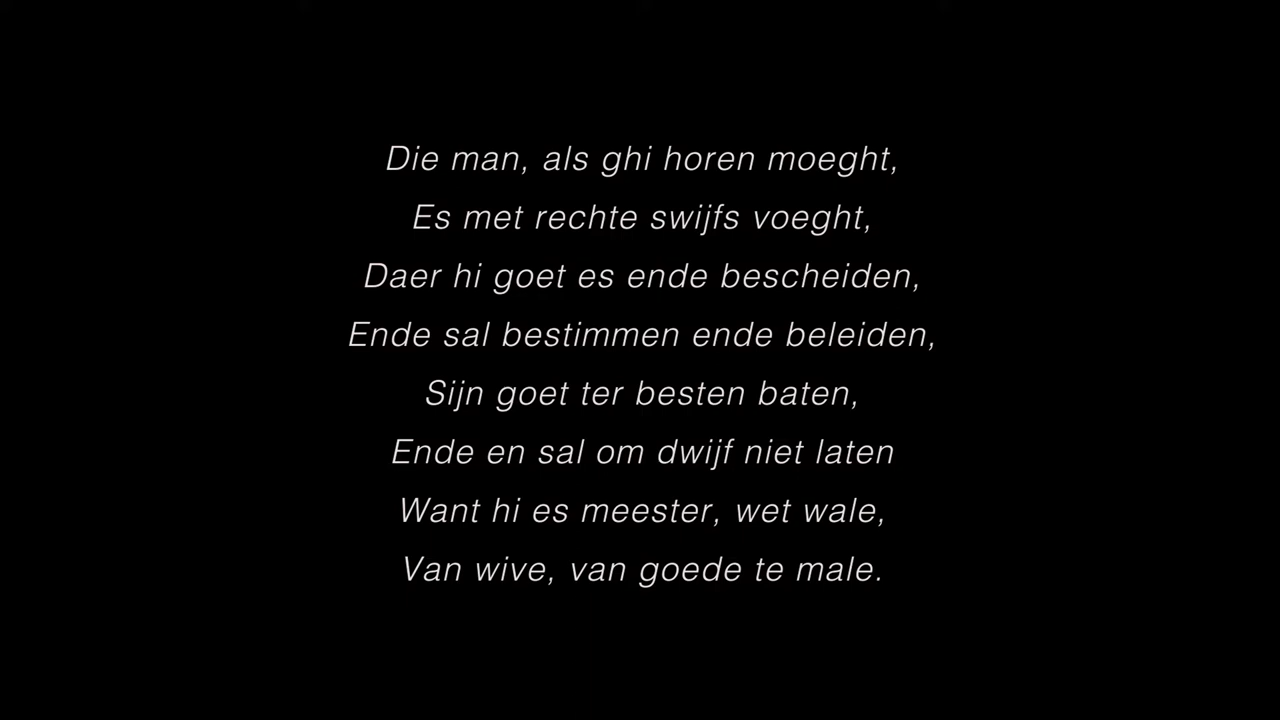 Die man, als ghi horen moeght,
Es met rechte swijfs voeght,
Daer hi goet es ende bescheiden,
Ende sal bestimmen ende beleiden,
Sijn goet ter besten baten,
Ende en sal om dwijf niet laten
Want hi es meester, wet wale,
Van wive, van goede te male.